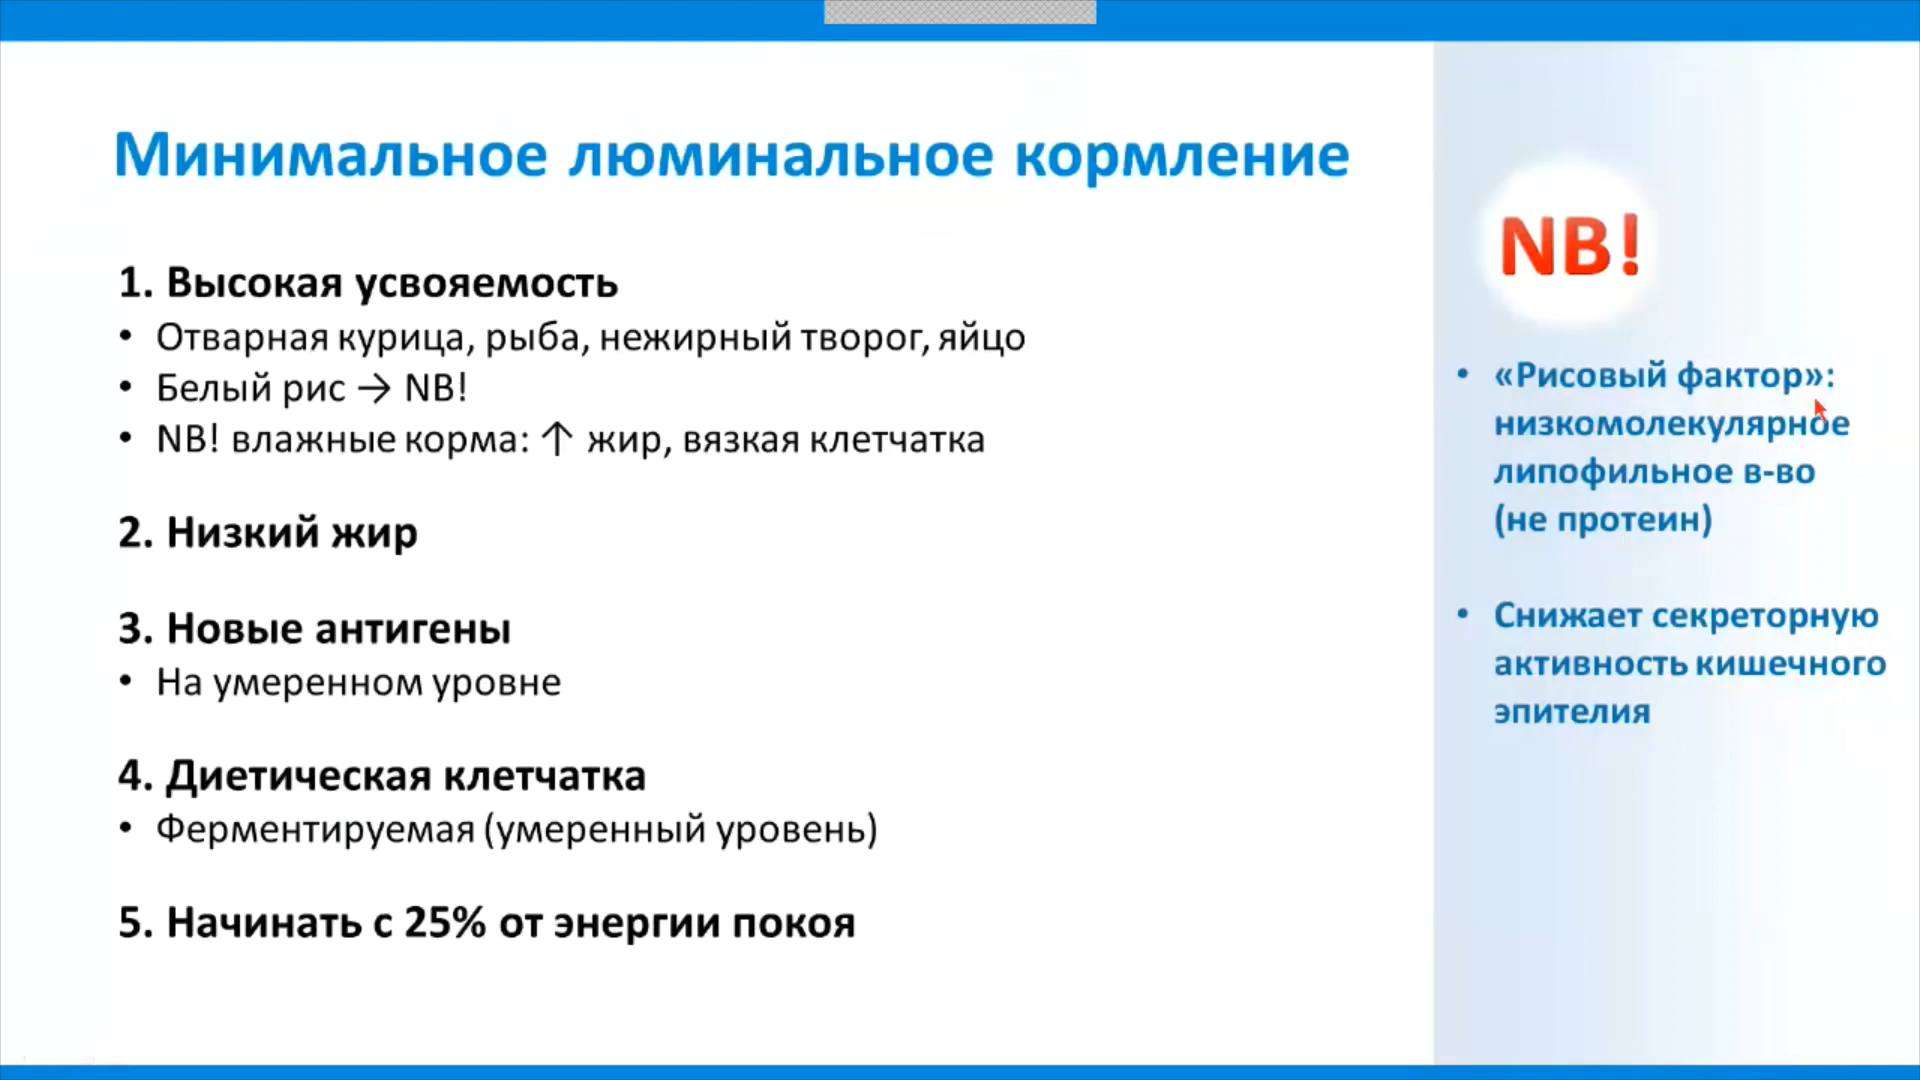 Минимальное люминальное кормление
1. Высокая усвояемость
• Отварная курица, рыба, нежирный творог, яйцо
• Белый рис → NB!
• NB! влажные корма: ↑ жир, вязкая клетчатка
2. Низкий жир
3. Новые антигены
• На умеренном уровне
4. Диетическая клетчатка
• Ферментируемая (умеренный уровень)
5. Начинать с 25% от энергии покоя
NB!
• «Рисовый фактор»:
низкомолекулярное
липофильное в-во
(не протеин)
• Снижает секреторную
активность кишечного
эпителия